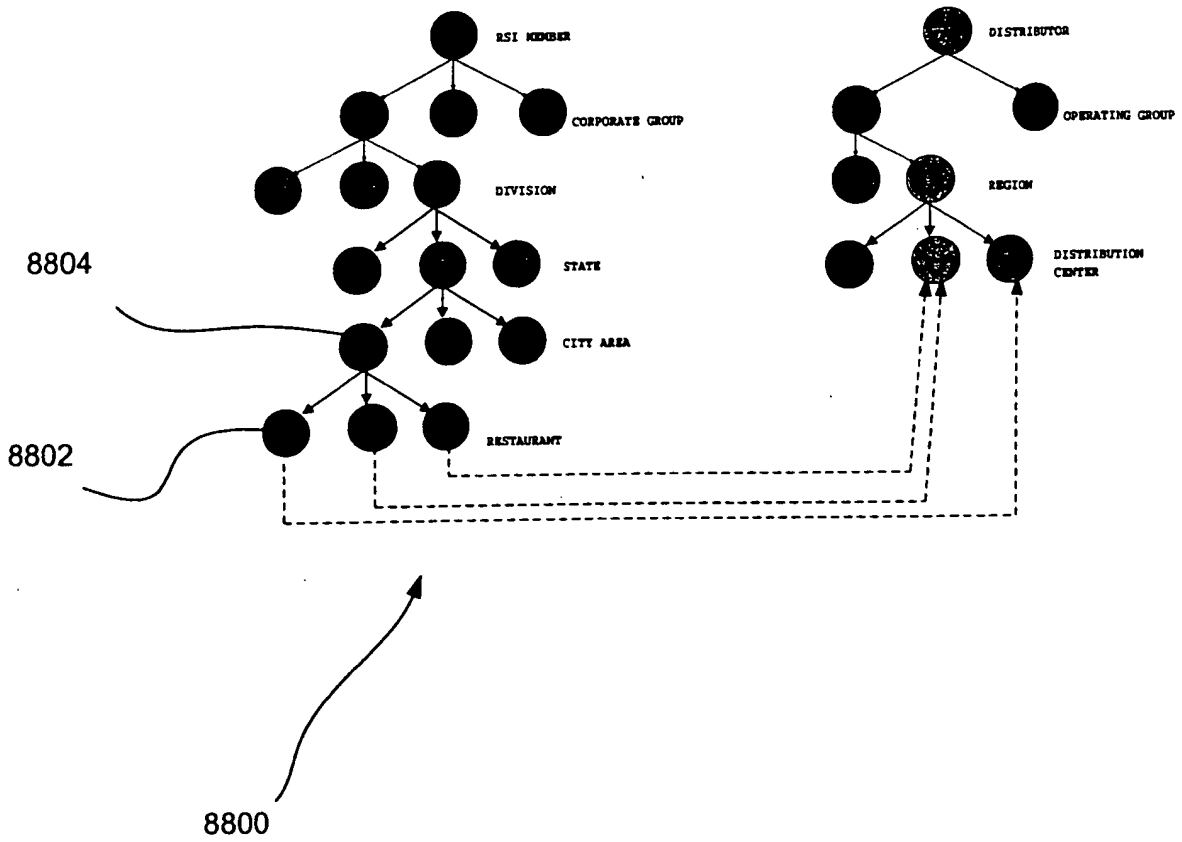 RSI MEMBER
DISTRIBUTOR
CORPORATE GROUP
OPERATING GROUP
DIVISION
REGION
8804
STATE
DISTRIBUTION
CENTER
CITY AREA
8802
RESTAURANT
8800